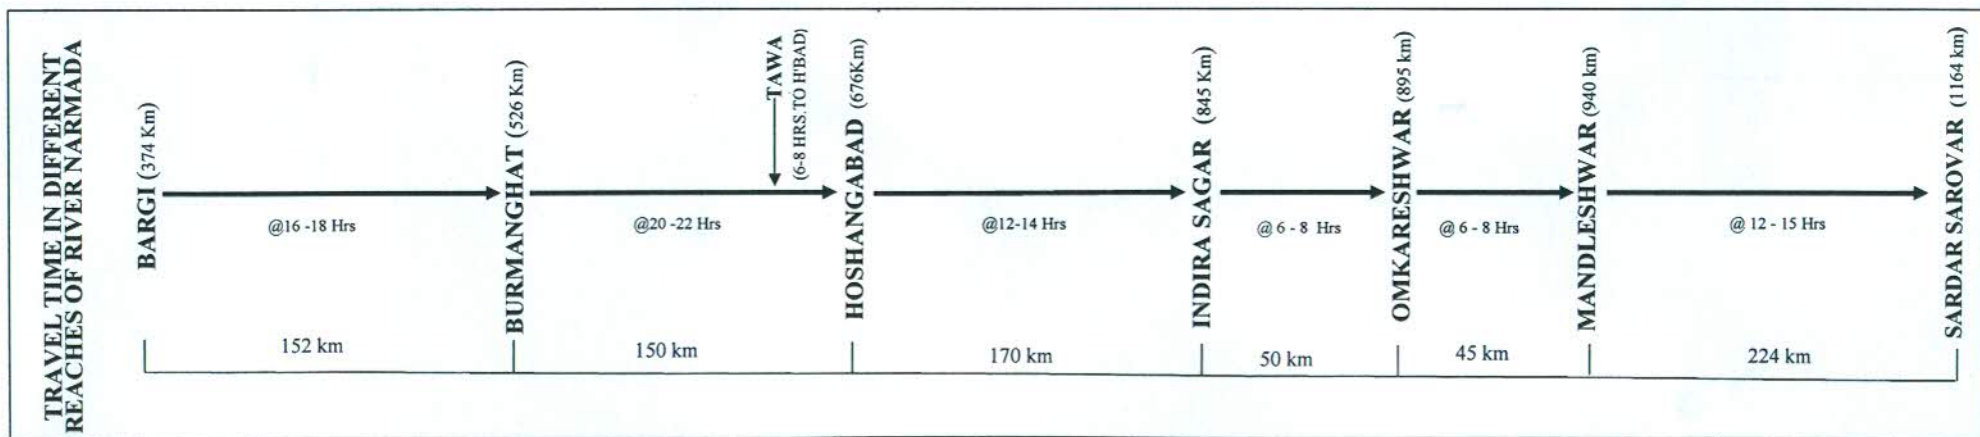 TRAVEL TIME IN DIFFERENT
REACHES OF RIVER NARMADA
BARGI (374 Km)
@16 -18 Hrs
BURMANGHAT (526 Km)
@20 -22 Hrs
TAWA
(6-8 HRS.TO H'BAD)
HOSHANGABAD (676Km)
@12-14 Hrs
INDIRA SAGAR (845 Km)
@ 6 - 8 Hrs
OMKARESHWAR (895 km)
@ 6 - 8 Hrs
MANDLESHWAR (940 km)
@ 12 - 15 Hrs
SARDAR SAROVAR (1164 km)
152 km
150 km
170 km
50 km
45 km
224 km